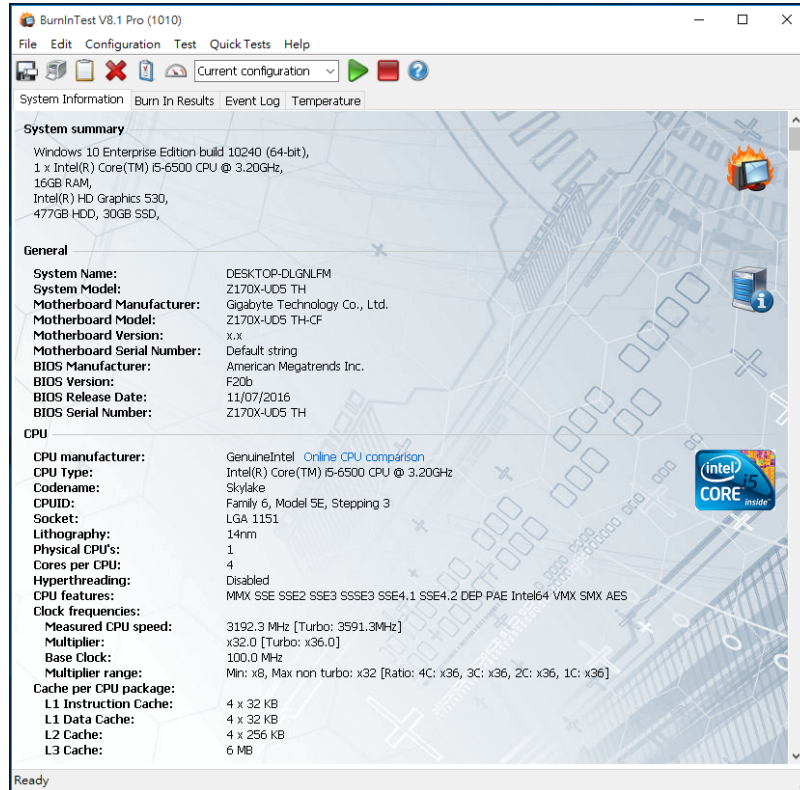 BurnInTest V8.1 Pro (1010)
File Edit Configuration Test Quick Tests Help
Current configuration
System Information Burn In Results Event Log Temperature
System summary
Windows 10 Enterprise Edition build 10240 (64-bit),
1 x Intel(R) Core(TM) i5-6500 CPU @ 3.20GHz,
16GB RAM,
Intel(R) HD Graphics 530,
477GB HDD, 30GB SSD,
General
System Name: DESKTOP-DLGNLFM
System Model: Z170X-UD5 TH
Motherboard Manufacturer: Gigabyte Technology Co., Ltd.
Motherboard Model: Z170X-UD5 TH-CF
Motherboard Version: x.x
Motherboard Serial Number: Default string
BIOS Manufacturer: American Megatrends Inc.
BIOS Version: F20b
BIOS Release Date: 11/07/2016
BIOS Serial Number: Z170X-UD5 TH
CPU
CPU manufacturer: GenuineIntel Online CPU comparison
CPU Type: Intel(R) Core(TM) i5-6500 CPU @ 3.20GHz
Codename: Skylake
CPUID: Family 6, Model 5E, Stepping 3
Socket: LGA 1151
Lithography: 14nm
Physical CPU's: 1
Cores per CPU: 4
Hyperthreading: Disabled
CPU features: MMX SSE SSE2 SSE3 SSSE3 SSE4.1 SSE4.2 DEP PAE Intel64 VMX SMX AES
Clock frequencies:
Measured CPU speed: 3192.3 MHz [Turbo: 3591.3MHz]
Multiplier: x32.0 [Turbo: x36.0]
Base Clock: 100.0 MHz
Multiplier range: Min: x8, Max non turbo: x32 [Ratio: 4C: x36, 3C: x36, 2C: x36, 1C: x36]
Cache per CPU package:
L1 Instruction Cache: 4 x 32 KB
L1 Data Cache: 4 x 32 KB
L2 Cache: 4 x 256 KB
L3 Cache: 6 MB
(intel)
CORE i5
inside™
Ready